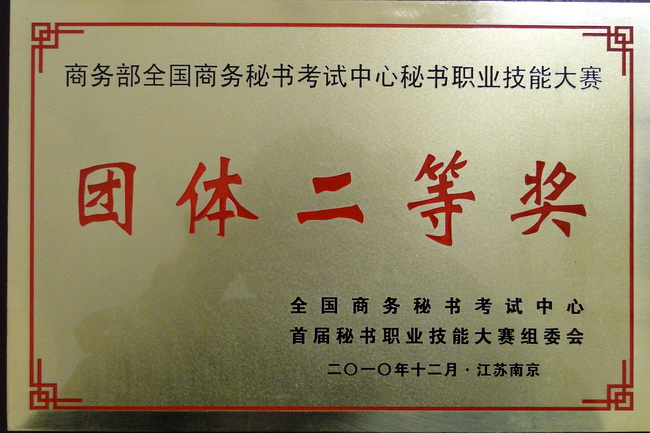 商务部全国商务秘书考试中心秘书职业技能大赛
团体二等奖
全国商务秘书考试中心
首届秘书职业技能大赛组委会
二〇一〇年十二月·江苏南京